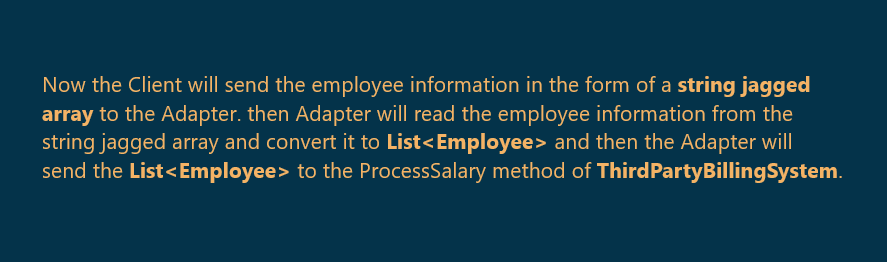 Now the Client will send the employee information in the form of a string jagged
array to the Adapter. then Adapter will read the employee information from the
string jagged array and convert it to List<Employee> and then the Adapter will
send the List<Employee> to the ProcessSalary method of ThirdPartyBillingSystem.